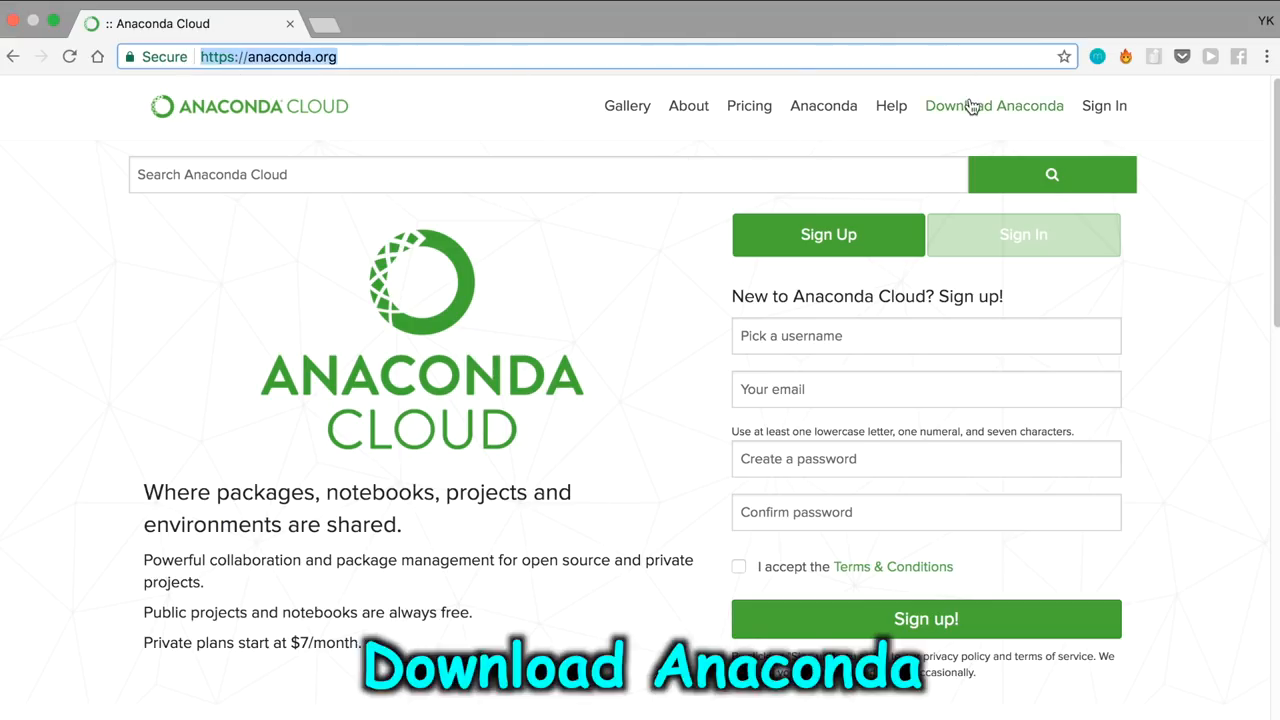 :: Anaconda Cloud
YK
Secure
https://anaconda.org
ANACONDA CLOUD
Gallery
About
Pricing
Anaconda
Help
Download Anaconda
Sign In
Search Anaconda Cloud
Sign Up
Sign In
New to Anaconda Cloud? Sign up!
Pick a username
Your email
Use at least one lowercase letter, one numeral, and seven characters.
Create a password
Confirm password
I accept the Terms & Conditions
Sign up!
privacy policy and terms of service. We
occasionally.
ANACONDA
CLOUD
Where packages, notebooks, projects and
environments are shared.
Powerful collaboration and package management for open source and private
projects.
Public projects and notebooks are always free.
Private plans start at $7/month.
Download Anaconda